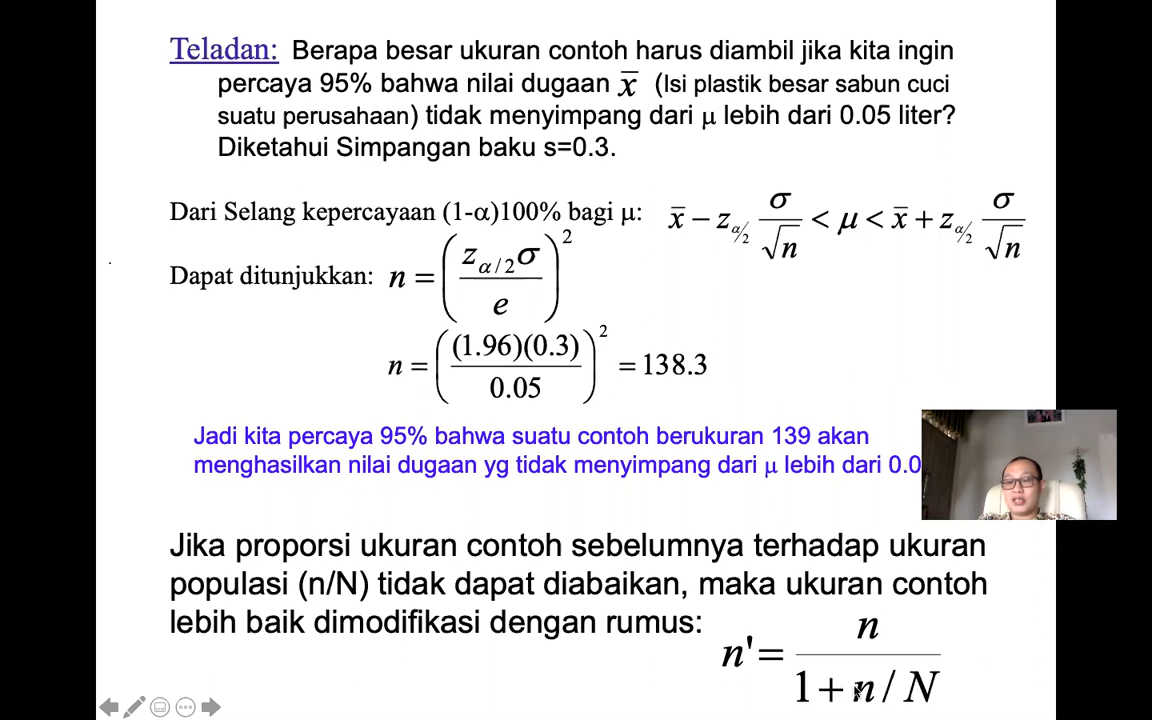 Teladan: Berapa besar ukuran contoh harus diambil jika kita ingin
percaya 95% bahwa nilai dugaan x̅ (Isi plastik besar sabun cuci
suatu perusahaan) tidak menyimpang dari μ lebih dari 0.05 liter?
Diketahui Simpangan baku s=0.3.
Dari Selang kepercayaan (1-α)100% bagi μ: x̅ − z_{α/2} σ/√n < μ < x̅ + z_{α/2} σ/√n
Dapat ditunjukkan: n = (z_{α/2}σ / e)²
n = ((1.96)(0.3) / 0.05)² = 138.3
Jadi kita percaya 95% bahwa suatu contoh berukuran 139 akan
menghasilkan nilai dugaan yg tidak menyimpang dari μ lebih dari
Jika proporsi ukuran contoh sebelumnya terhadap ukuran
populasi (n/N) tidak dapat diabaikan, maka ukuran contoh
lebih baik dimodifikasi dengan rumus:
n' = n / (1 + n / N)